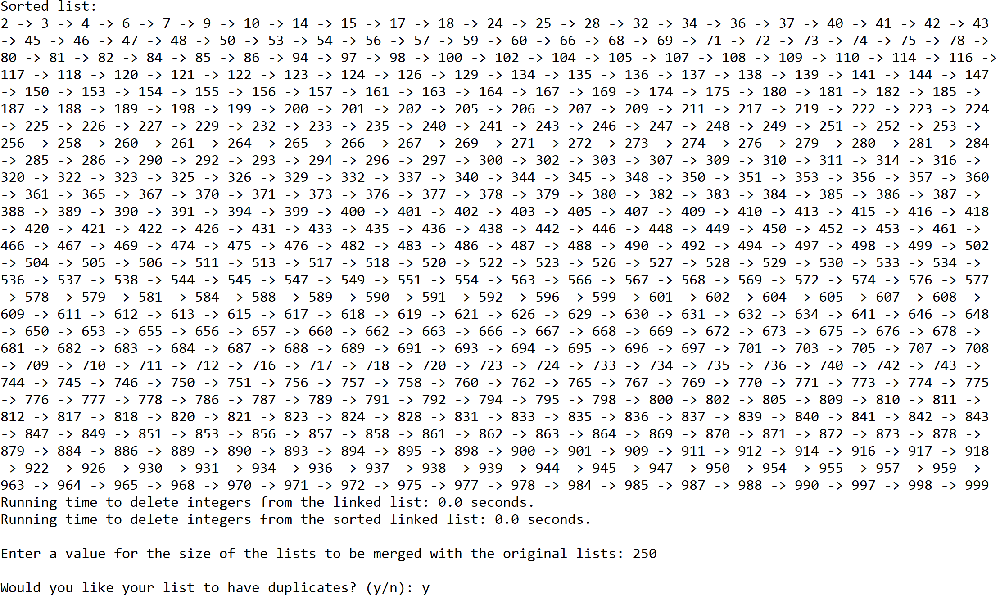 Sorted list:
2 -> 3 -> 4 -> 6 -> 7 -> 9 -> 10 -> 14 -> 15 -> 17 -> 18 -> 24 -> 25 -> 28 -> 32 -> 34 -> 36 -> 37 -> 40 -> 41 -> 42 -> 43
-> 45 -> 46 -> 47 -> 48 -> 50 -> 53 -> 54 -> 56 -> 57 -> 59 -> 60 -> 66 -> 68 -> 69 -> 71 -> 72 -> 73 -> 74 -> 75 -> 78 ->
80 -> 81 -> 82 -> 84 -> 85 -> 86 -> 94 -> 97 -> 98 -> 100 -> 102 -> 104 -> 105 -> 107 -> 108 -> 109 -> 110 -> 114 -> 116 ->
117 -> 118 -> 120 -> 121 -> 122 -> 123 -> 124 -> 126 -> 129 -> 134 -> 135 -> 136 -> 137 -> 138 -> 139 -> 141 -> 144 -> 147
-> 150 -> 153 -> 154 -> 155 -> 156 -> 157 -> 161 -> 163 -> 164 -> 167 -> 169 -> 174 -> 175 -> 180 -> 181 -> 182 -> 185 ->
187 -> 188 -> 189 -> 198 -> 199 -> 200 -> 201 -> 202 -> 205 -> 206 -> 207 -> 209 -> 211 -> 217 -> 219 -> 222 -> 223 -> 224
-> 225 -> 226 -> 227 -> 229 -> 232 -> 233 -> 235 -> 240 -> 241 -> 243 -> 246 -> 247 -> 248 -> 249 -> 251 -> 252 -> 253 ->
256 -> 258 -> 260 -> 261 -> 264 -> 265 -> 266 -> 267 -> 269 -> 271 -> 272 -> 273 -> 274 -> 276 -> 279 -> 280 -> 281 -> 284
-> 285 -> 286 -> 290 -> 292 -> 293 -> 294 -> 296 -> 297 -> 300 -> 302 -> 303 -> 307 -> 309 -> 310 -> 311 -> 314 -> 316 ->
320 -> 322 -> 323 -> 325 -> 326 -> 329 -> 332 -> 337 -> 340 -> 344 -> 345 -> 348 -> 350 -> 351 -> 353 -> 356 -> 357 -> 360
-> 361 -> 365 -> 367 -> 370 -> 371 -> 373 -> 376 -> 377 -> 378 -> 379 -> 380 -> 382 -> 383 -> 384 -> 385 -> 386 -> 387 ->
388 -> 389 -> 390 -> 391 -> 394 -> 399 -> 400 -> 401 -> 402 -> 403 -> 405 -> 407 -> 409 -> 410 -> 413 -> 415 -> 416 -> 418
-> 420 -> 421 -> 422 -> 426 -> 431 -> 433 -> 435 -> 436 -> 438 -> 442 -> 446 -> 448 -> 449 -> 450 -> 452 -> 453 -> 461 ->
466 -> 467 -> 469 -> 474 -> 475 -> 476 -> 482 -> 483 -> 486 -> 487 -> 488 -> 490 -> 492 -> 494 -> 497 -> 498 -> 499 -> 502
-> 504 -> 505 -> 506 -> 511 -> 513 -> 517 -> 518 -> 520 -> 522 -> 523 -> 526 -> 527 -> 528 -> 529 -> 530 -> 533 -> 534 ->
536 -> 537 -> 538 -> 544 -> 545 -> 547 -> 549 -> 551 -> 554 -> 563 -> 566 -> 567 -> 568 -> 569 -> 572 -> 574 -> 576 -> 577
-> 578 -> 579 -> 581 -> 584 -> 588 -> 589 -> 590 -> 591 -> 592 -> 596 -> 599 -> 601 -> 602 -> 604 -> 605 -> 607 -> 608 ->
609 -> 611 -> 612 -> 613 -> 615 -> 617 -> 618 -> 619 -> 621 -> 626 -> 629 -> 630 -> 631 -> 632 -> 634 -> 641 -> 646 -> 648
-> 650 -> 653 -> 655 -> 656 -> 657 -> 660 -> 662 -> 663 -> 666 -> 667 -> 668 -> 669 -> 672 -> 673 -> 675 -> 676 -> 678 ->
681 -> 682 -> 683 -> 684 -> 687 -> 688 -> 689 -> 691 -> 693 -> 694 -> 695 -> 696 -> 697 -> 701 -> 703 -> 705 -> 707 -> 708
-> 709 -> 710 -> 711 -> 712 -> 716 -> 717 -> 718 -> 720 -> 723 -> 724 -> 733 -> 734 -> 735 -> 736 -> 740 -> 742 -> 743 ->
744 -> 745 -> 746 -> 750 -> 751 -> 756 -> 757 -> 758 -> 760 -> 762 -> 765 -> 767 -> 769 -> 770 -> 771 -> 773 -> 774 -> 775
-> 776 -> 777 -> 778 -> 786 -> 787 -> 789 -> 791 -> 792 -> 794 -> 795 -> 798 -> 800 -> 802 -> 805 -> 809 -> 810 -> 811 ->
812 -> 817 -> 818 -> 820 -> 821 -> 823 -> 824 -> 828 -> 831 -> 833 -> 835 -> 836 -> 837 -> 839 -> 840 -> 841 -> 842 -> 843
-> 847 -> 849 -> 851 -> 853 -> 856 -> 857 -> 858 -> 861 -> 862 -> 863 -> 864 -> 869 -> 870 -> 871 -> 872 -> 873 -> 878 ->
879 -> 884 -> 886 -> 889 -> 890 -> 893 -> 894 -> 895 -> 898 -> 900 -> 901 -> 909 -> 911 -> 912 -> 914 -> 916 -> 917 -> 918
-> 922 -> 926 -> 930 -> 931 -> 934 -> 936 -> 937 -> 938 -> 939 -> 944 -> 945 -> 947 -> 950 -> 954 -> 955 -> 957 -> 959 ->
963 -> 964 -> 965 -> 968 -> 970 -> 971 -> 972 -> 975 -> 977 -> 978 -> 984 -> 985 -> 987 -> 988 -> 990 -> 997 -> 998 -> 999
Running time to delete integers from the linked list: 0.0 seconds.
Running time to delete integers from the sorted linked list: 0.0 seconds.
Enter a value for the size of the lists to be merged with the original lists: 250
Would you like your list to have duplicates? (y/n): y